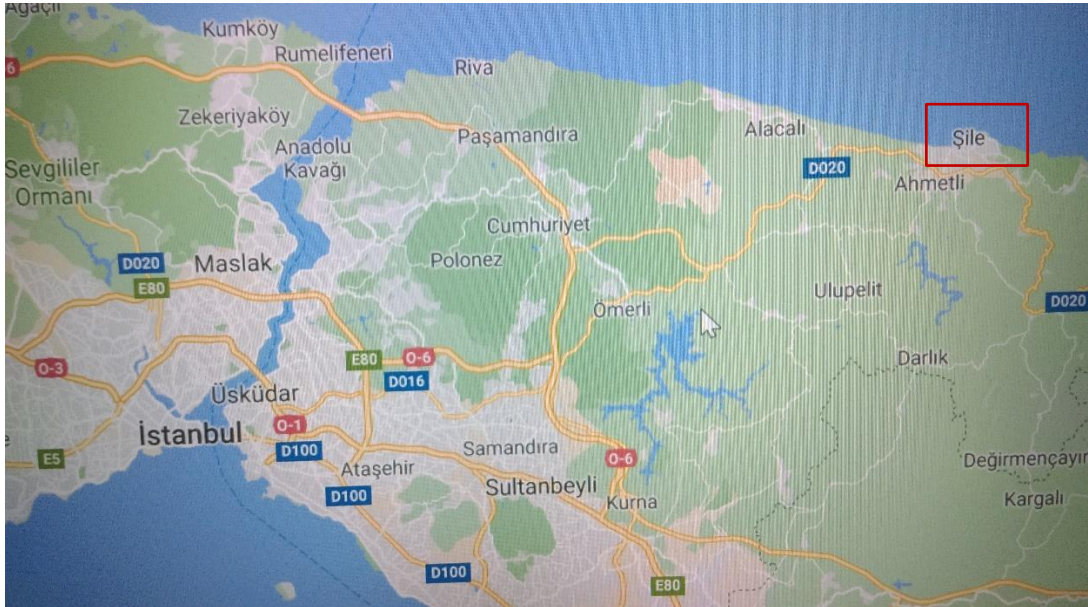 Ağaçlı
Kumköy
Rumelifeneri
Riva
6
Zekeriyaköy
Anadolu
Kavağı
Paşamandıra
Alacalı
Şile
Sevgililer
Ormanı
D020
Ahmetli
Cumhuriyet
D020
E80
Maslak
Polonez
Ömerli
Ulupelit
D020
O-3
E80
O-6
D016
Darlık
Üsküdar
İstanbul
O-1
D100
E5
Ataşehir
Samandıra
O-6
D100
Sultanbeyli
Kurna
Değirmençayır
Kargalı
D100
E80